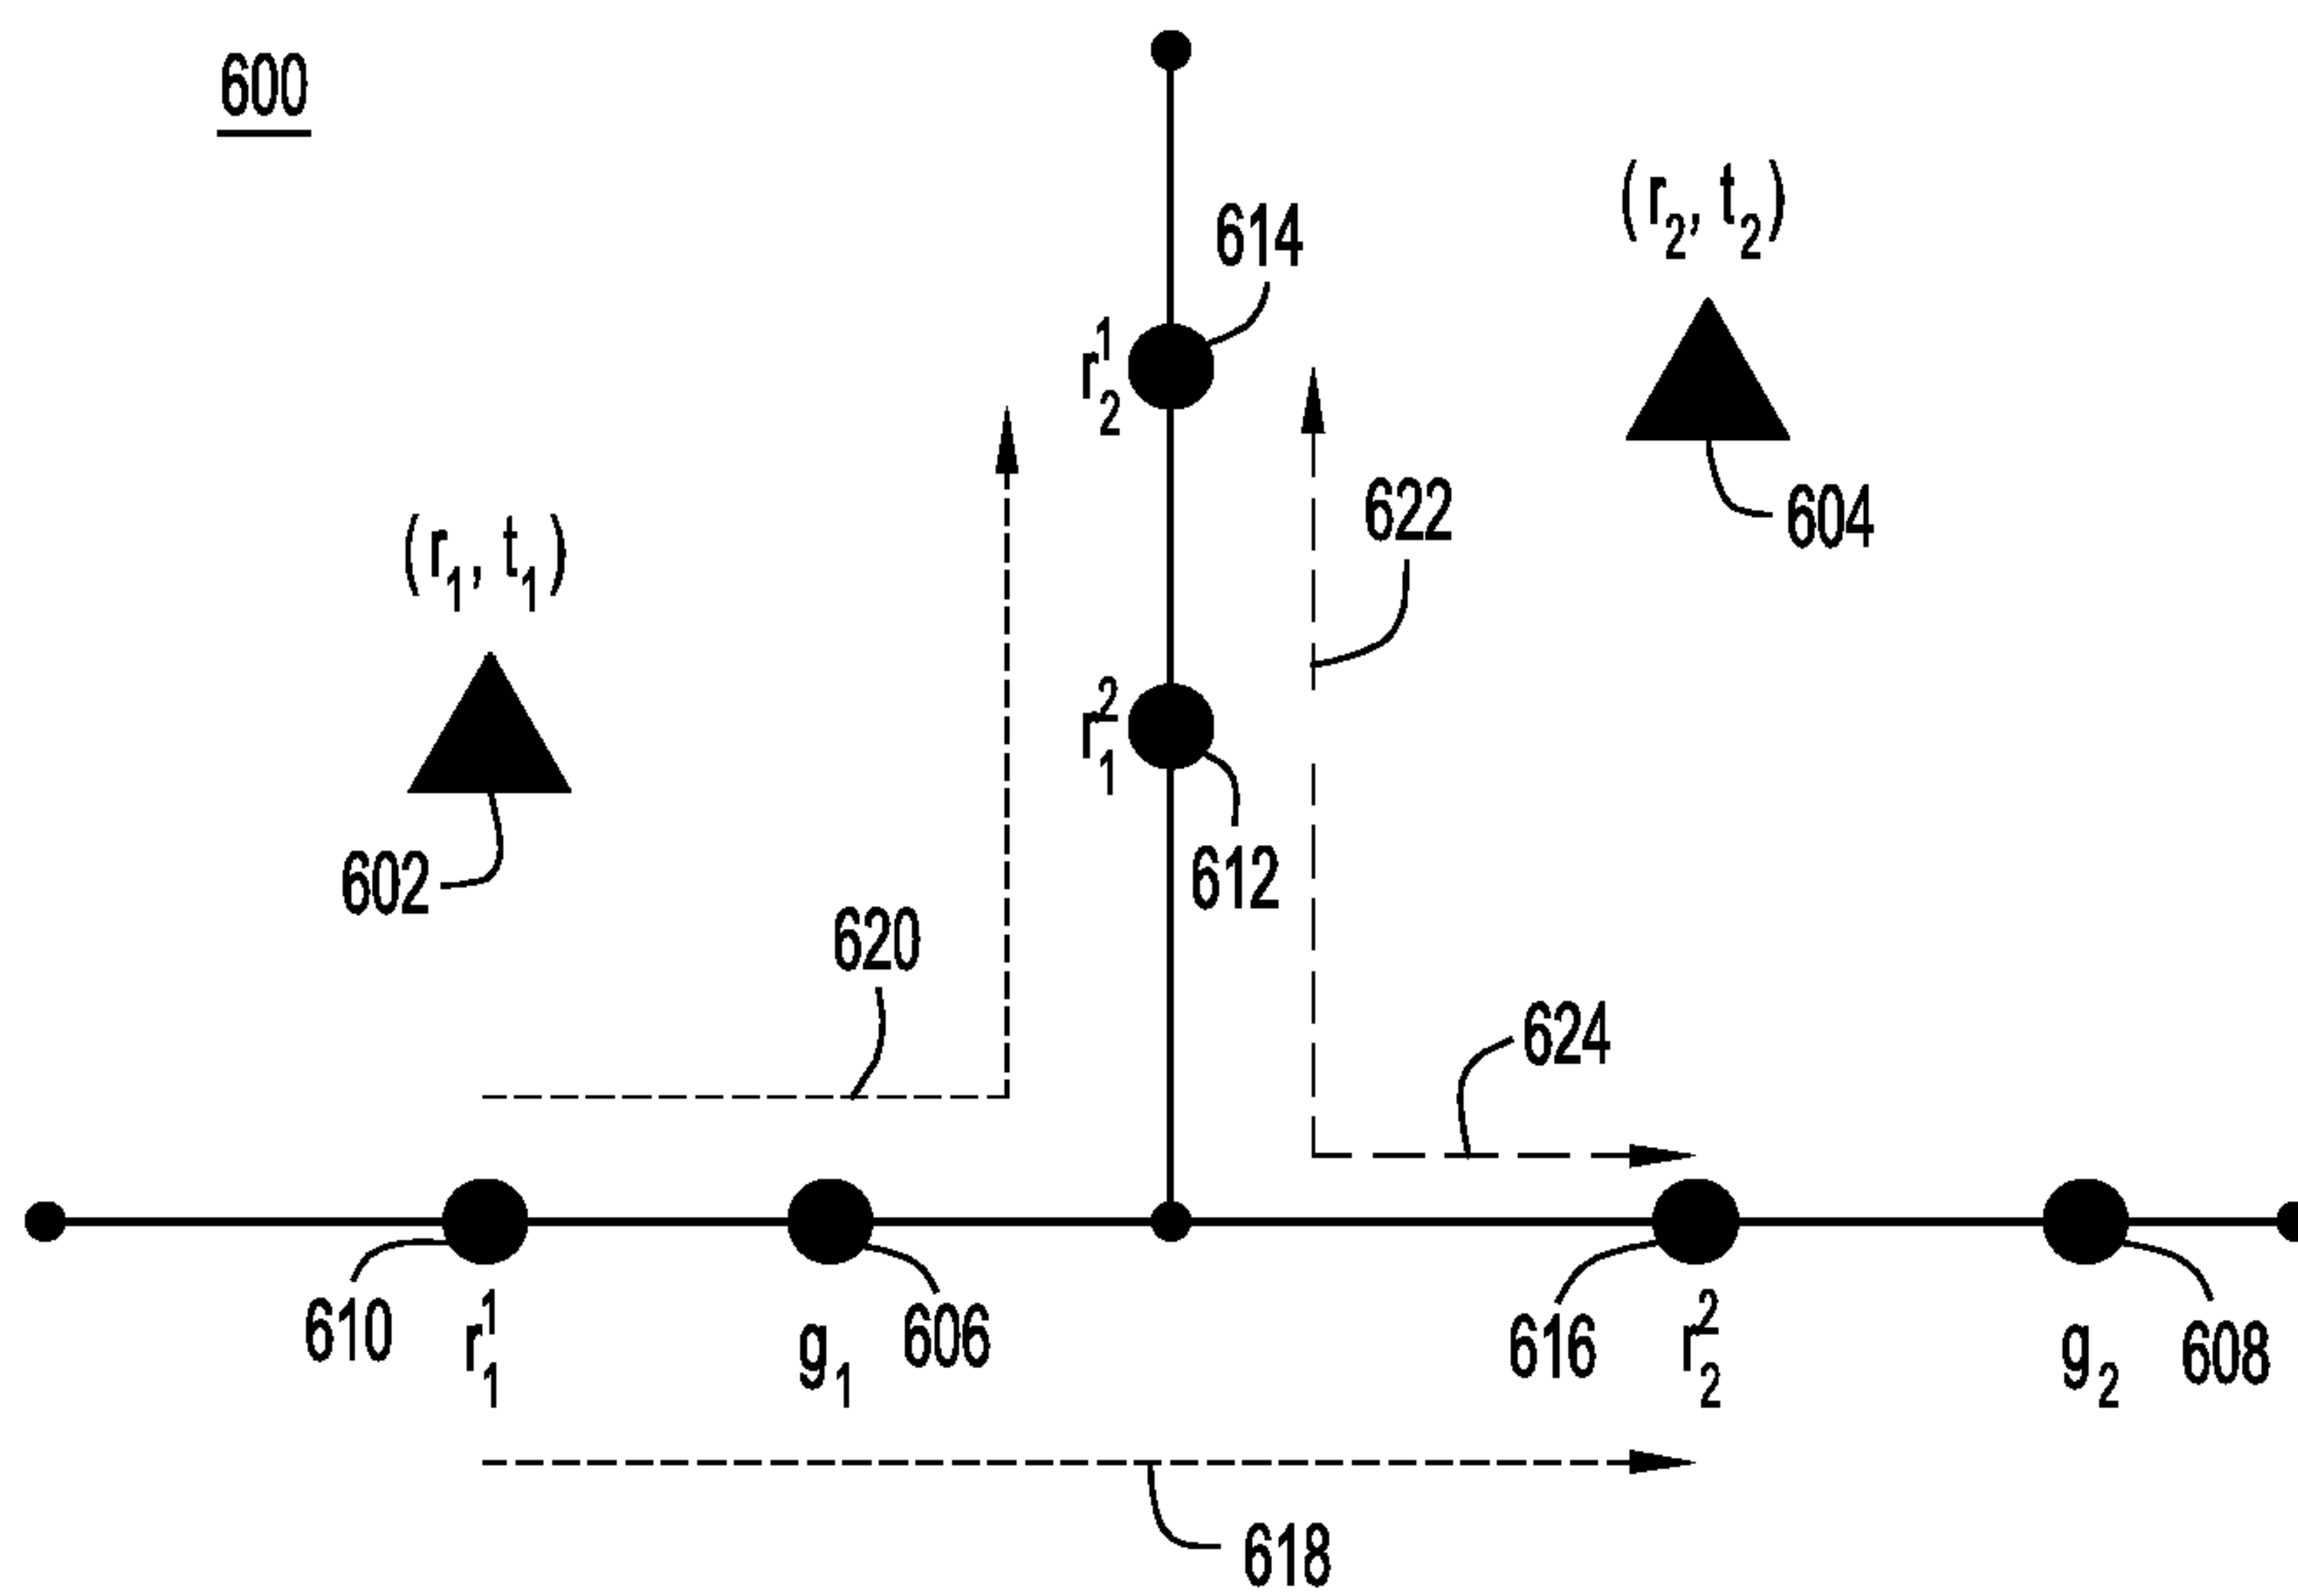 600
(r₂, t₂)
614
r₂¹
622
604
(r₁, t₁)
r₁²
612
602
620
624
610
r₁¹
g₁
606
616
r₂²
g₂
608
618